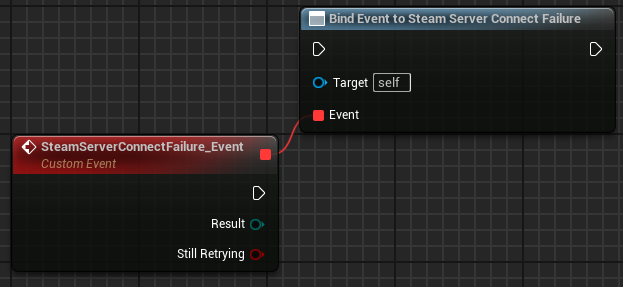 Bind Event to Steam Server Connect Failure
Target self
Event
SteamServerConnectFailure_Event
Custom Event
Result
Still Retrying